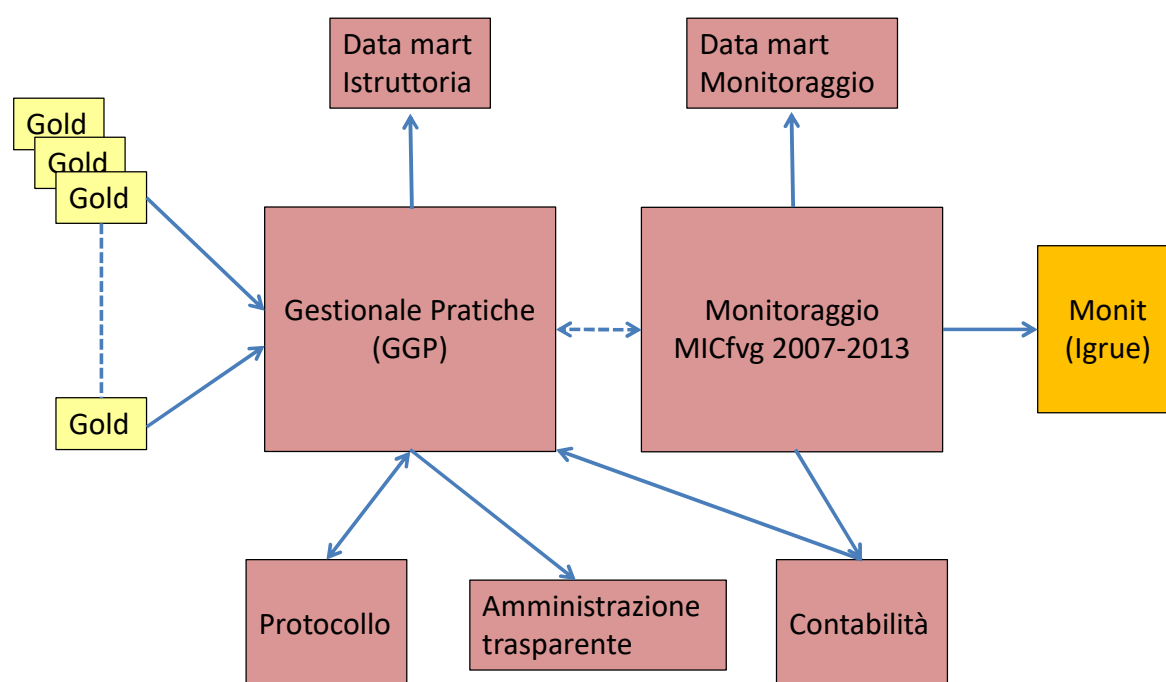 Data mart
Istruttoria
Data mart
Monitoraggio
Gold
Gold
Gold
Gestionale Pratiche
(GGP)
Monitoraggio
MICfvg 2007-2013
Monit
(Igrue)
Gold
Protocollo
Amministrazione
trasparente
Contabilità